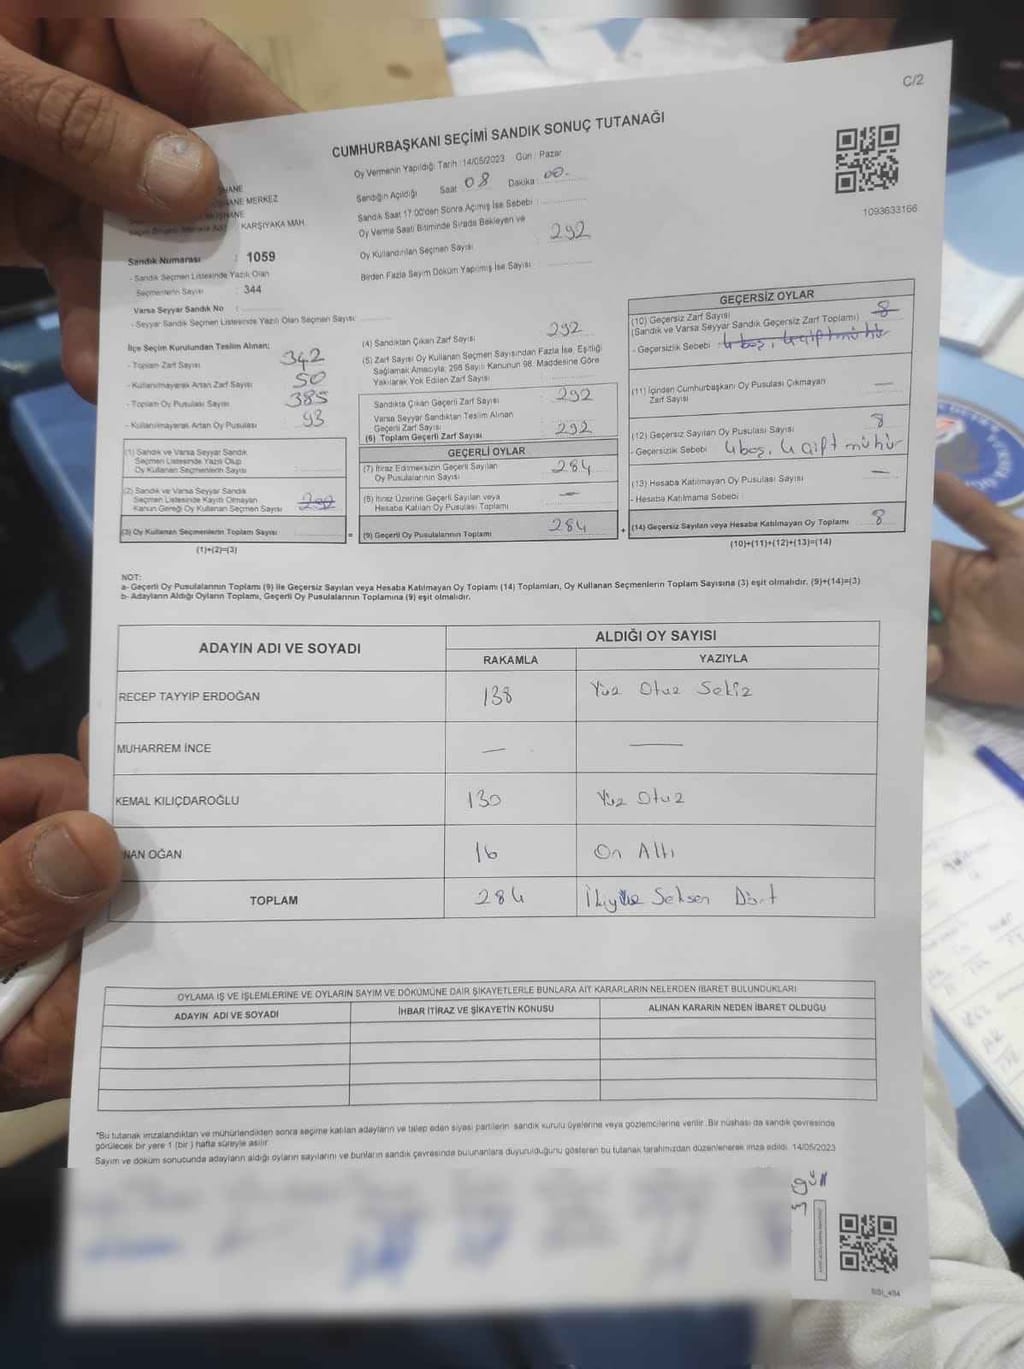 C/2
CUMHURBAŞKANI SEÇİMİ SANDIK SONUÇ TUTANAĞI
Oy Vermenin Yapıldığı Tarih :14/05/2023 Gün : Pazar
Sandığın Açıldığı Saat 08 Dakika : 00.
Sandık Saat 17:00'den Sonra Açılmış İse Sebebi :
Oy Verme Saati Bitiminde Sırada Bekleyen ve
Oy Kullandırılan Seçmen Sayısı 292
Birden Fazla Sayım Döküm Yapılmış İse Sayısı
1093633166
HANE
HANE MERKEZ
ŞHANE
KARŞIYAKA MAH.
Sandık Numarası : 1059
- Sandık Seçmen Listesinde Yazılı Olan
Seçmenlerin Sayısı : 344
Varsa Seyyar Sandık No :
- Seyyar Sandık Seçmen Listesinde Yazılı Olan Seçmen Sayısı:
İlçe Seçim Kurulundan Teslim Alınan;
- Toplam Zarf Sayısı 342
- Kullanılmayarak Artan Zarf Sayısı 50
- Toplam Oy Pusulası Sayısı 385
- Kullanılmayarak Artan Oy Pusulası 93
(1) Sandık ve Varsa Seyyar Sandık
Seçmen Listesinde Yazılı Olup
Oy Kullanan Seçmenlerin Sayısı
(2) Sandık ve Varsa Seyyar Sandık
Seçmen Listesinde Kayıtlı Olmayan
Kanun Gereği Oy Kullanan Seçmen Sayısı
(3) Oy Kullanan Seçmenlerin Toplam Sayısı
(1)+(2)=(3)
(4) Sandıktan Çıkan Zarf Sayısı 292
(5) Zarf Sayısı Oy Kullanan Seçmen Sayısından Fazla İse, Eşitliği
Sağlamak Amacıyla; 298 Sayılı Kanunun 98. Maddesine Göre
Yakılarak Yok Edilen Zarf Sayısı
Sandıkta Çıkan Geçerli Zarf Sayısı 292
Varsa Seyyar Sandıktan Teslim Alınan
Geçerli Zarf Sayısı
(6) Toplam Geçerli Zarf Sayısı 292
GEÇERLİ OYLAR
(7) İtiraz Edilmeksizin Geçerli Sayılan
Oy Pusulalarının Sayısı 284
(8) İtiraz Üzerine Geçerli Sayılan veya
Hesaba Katılan Oy Pusulası Toplamı —
= (9) Geçerli Oy Pusulalarının Toplamı 284
GEÇERSİZ OYLAR
(10) Geçersiz Zarf Sayısı 8
(Sandık ve Varsa Seyyar Sandık Geçersiz Zarf Toplamı)
- Geçersizlik Sebebi : 4 boş, 4 çift mühür
(11) İçinden Cumhurbaşkanı Oy Pusulası Çıkmayan
Zarf Sayısı —
(12) Geçersiz Sayılan Oy Pusulası Sayısı 8
- Geçersizlik Sebebi 4 boş, 4 çift mühür
(13) Hesaba Katılmayan Oy Pusulası Sayısı —
- Hesaba Katılmama Sebebi
+ (14) Geçersiz Sayılan veya Hesaba Katılmayan Oy Toplamı 8
(10)+(11)+(12)+(13)=(14)
NOT:
a- Geçerli Oy Pusulalarının Toplamı (9) ile Geçersiz Sayılan veya Hesaba Katılmayan Oy Toplamı (14) Toplamları, Oy Kullanan Seçmenlerin Toplam Sayısına (3) eşit olmalıdır. (9)+(14)=(3)
b- Adayların Aldığı Oyların Toplamı, Geçerli Oy Pusulalarının Toplamına (9) eşit olmalıdır.
ADAYIN ADI VE SOYADI ALDIĞI OY SAYISI
RAKAMLA YAZIYLA
RECEP TAYYİP ERDOĞAN 138 Yüz Otuz Sekiz
MUHARREM İNCE — —
KEMAL KILIÇDAROĞLU 130 Yüz Otuz
NAN OĞAN 16 On Altı
TOPLAM 284 İkiyüz Seksen Dört
OYLAMA İŞ VE İŞLEMLERİNE VE OYLARIN SAYIM VE DÖKÜMÜNE DAİR ŞİKAYETLERLE BUNLARA AİT KARARLARIN NELERDEN İBARET BULUNDUKLARI
ADAYIN ADI VE SOYADI İHBAR İTİRAZ VE ŞİKAYETİN KONUSU ALINAN KARARIN NEDEN İBARET OLDUĞU
*Bu tutanak imzalandıktan ve mühürlendikten sonra seçime katılan adayların ve talep eden siyasi partilerin sandık kurulu üyelerine veya gözlemcilerine verilir. Bir nüshası da sandık çevresinde
görülecek bir yere 1 (bir) hafta süreyle asılır.
Sayım ve döküm sonucunda adayların aldığı oyların sayılarını ve bunların sandık çevresinde bulunanlara duyurulduğunu gösteren bu tutanak tarafımızdan düzenlenerek imza edildi. 14/05/2023